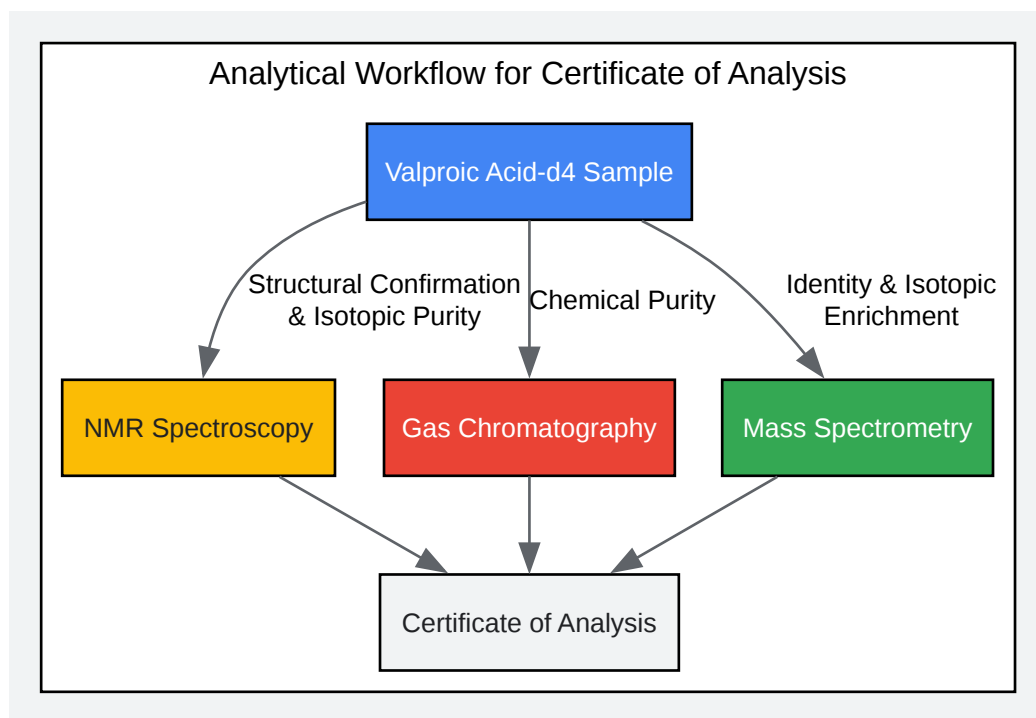 Analytical Workflow for Certificate of Analysis
Valproic Acid-d4 Sample
Structural Confirmation
& Isotopic Purity
Chemical Purity
Identity & Isotopic
Enrichment
NMR Spectroscopy
Gas Chromatography
Mass Spectrometry
Certificate of Analysis